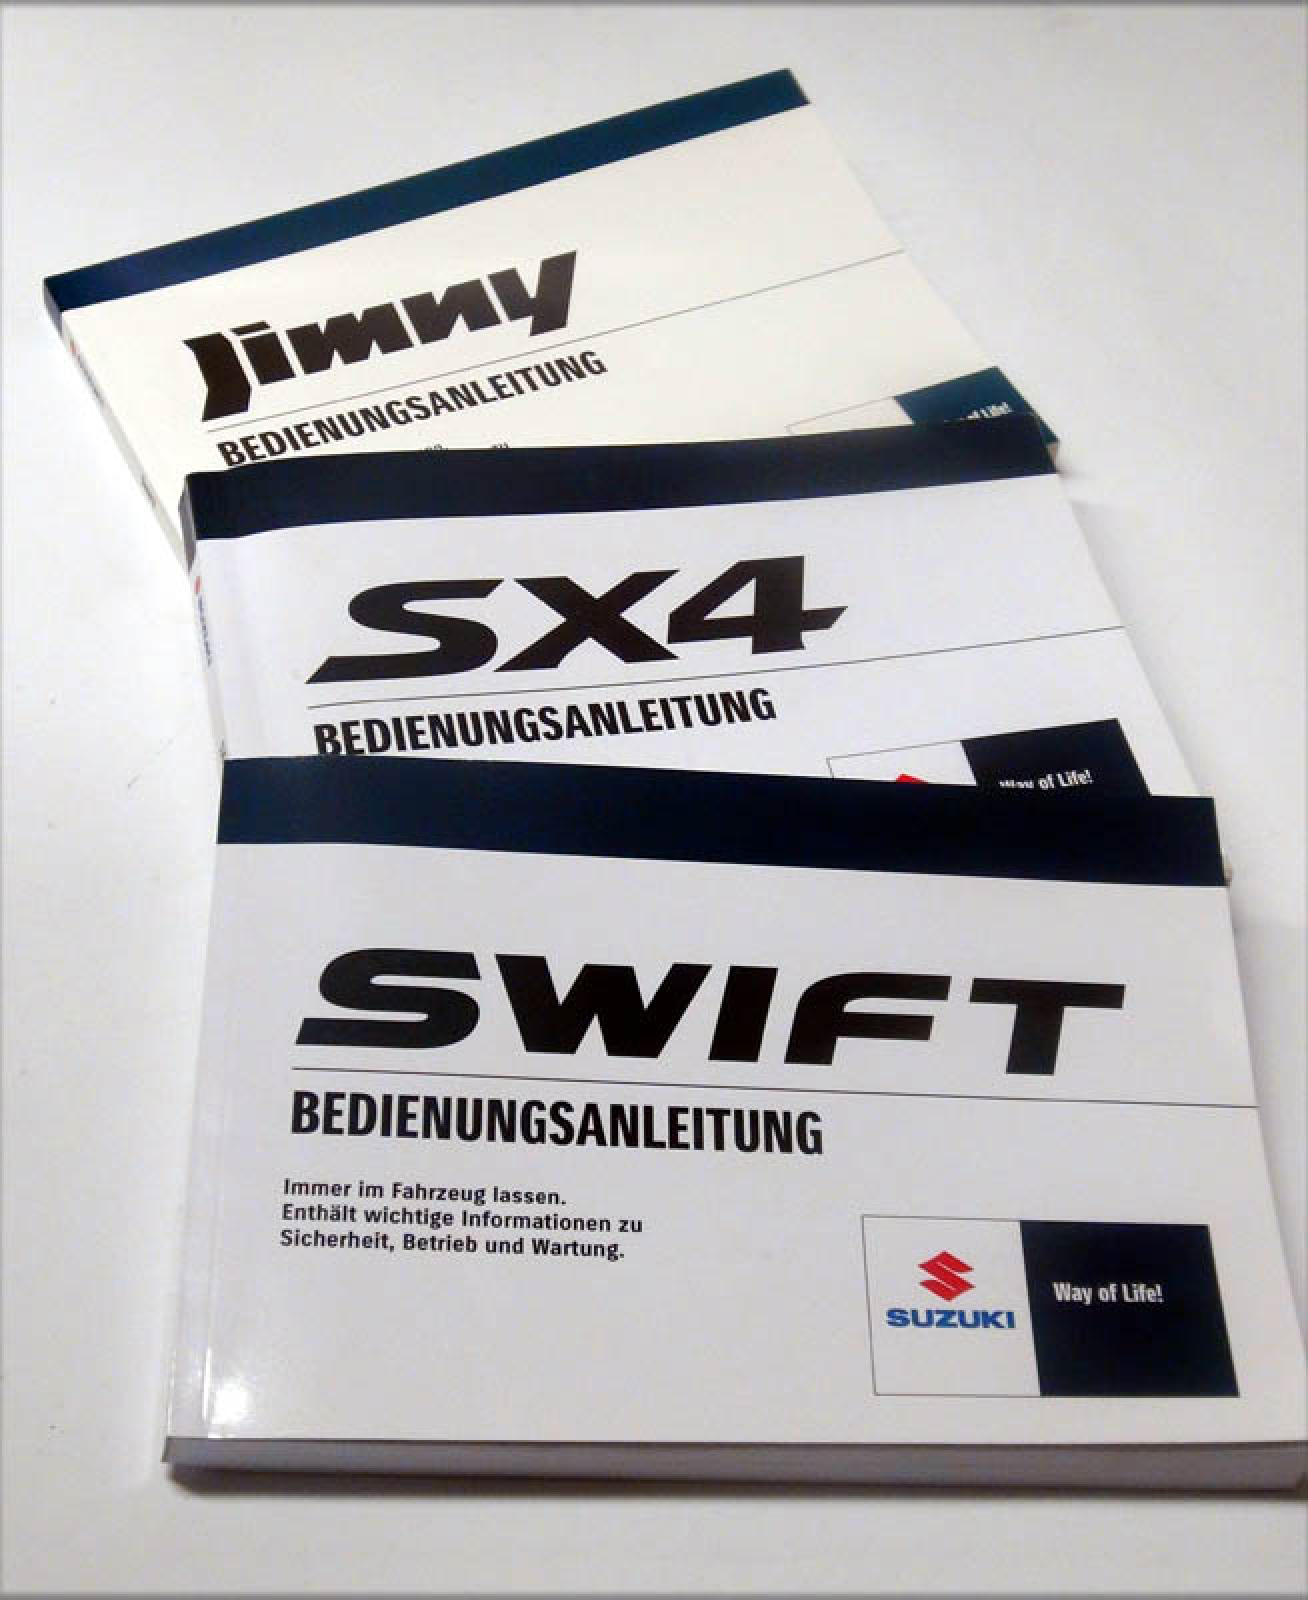 Jimny
BEDIENUNGSANLEITUNG
of Life!
SX4
BEDIENUNGSANLEITUNG
Way of Life!
SWIFT
BEDIENUNGSANLEITUNG
Immer im Fahrzeug lassen.
Enthält wichtige Informationen zu
Sicherheit, Betrieb und Wartung.
SUZUKI
Way of Life!